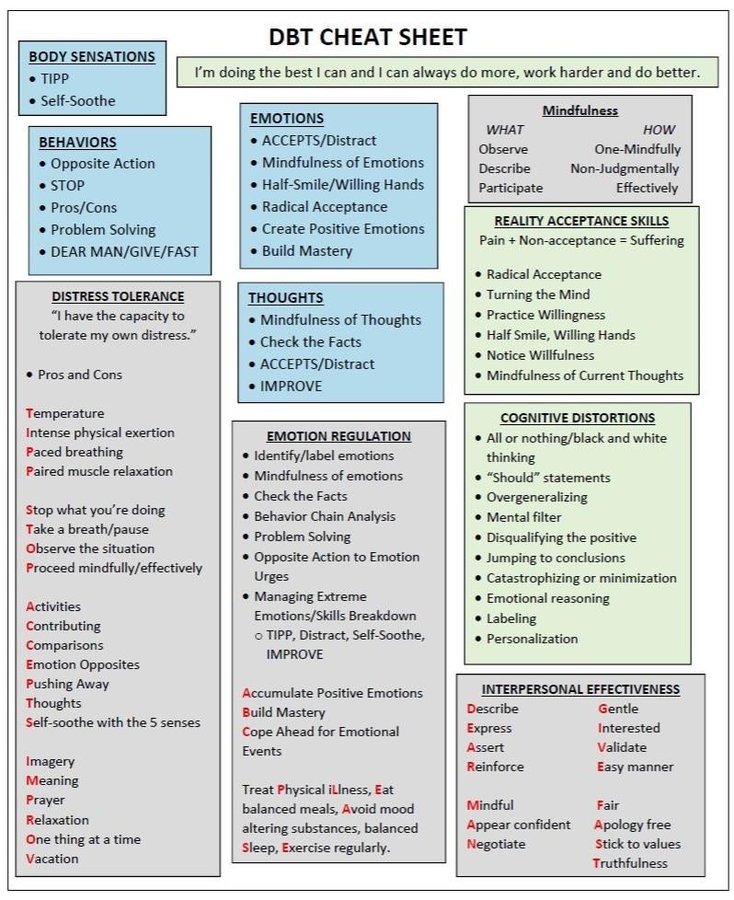 DBT CHEAT SHEET
I'm doing the best I can and I can always do more, work harder and do better.
BODY SENSATIONS
• TIPP
• Self-Soothe
BEHAVIORS
• Opposite Action
• STOP
• Pros/Cons
• Problem Solving
• DEAR MAN/GIVE/FAST
EMOTIONS
• ACCEPTS/Distract
• Mindfulness of Emotions
• Half-Smile/Willing Hands
• Radical Acceptance
• Create Positive Emotions
• Build Mastery
Mindfulness
WHAT HOW
Observe One-Mindfully
Describe Non-Judgmentally
Participate Effectively
REALITY ACCEPTANCE SKILLS
Pain + Non-acceptance = Suffering
• Radical Acceptance
• Turning the Mind
• Practice Willingness
• Half Smile, Willing Hands
• Notice Willfulness
• Mindfulness of Current Thoughts
DISTRESS TOLERANCE
"I have the capacity to
tolerate my own distress."
• Pros and Cons
Temperature
Intense physical exertion
Paced breathing
Paired muscle relaxation
Stop what you're doing
Take a breath/pause
Observe the situation
Proceed mindfully/effectively
Activities
Contributing
Comparisons
Emotion Opposites
Pushing Away
Thoughts
Self-soothe with the 5 senses
Imagery
Meaning
Prayer
Relaxation
One thing at a time
Vacation
THOUGHTS
• Mindfulness of Thoughts
• Check the Facts
• ACCEPTS/Distract
• IMPROVE
EMOTION REGULATION
• Identify/label emotions
• Mindfulness of emotions
• Check the Facts
• Behavior Chain Analysis
• Problem Solving
• Opposite Action to Emotion
Urges
• Managing Extreme
Emotions/Skills Breakdown
o TIPP, Distract, Self-Soothe,
IMPROVE
Accumulate Positive Emotions
Build Mastery
Cope Ahead for Emotional
Events
Treat Physical iLlness, Eat
balanced meals, Avoid mood
altering substances, balanced
Sleep, Exercise regularly.
COGNITIVE DISTORTIONS
• All or nothing/black and white
thinking
• "Should" statements
• Overgeneralizing
• Mental filter
• Disqualifying the positive
• Jumping to conclusions
• Catastrophizing or minimization
• Emotional reasoning
• Labeling
• Personalization
INTERPERSONAL EFFECTIVENESS
Describe Gentle
Express Interested
Assert Validate
Reinforce Easy manner
Mindful Fair
Appear confident Apology free
Negotiate Stick to values
Truthfulness